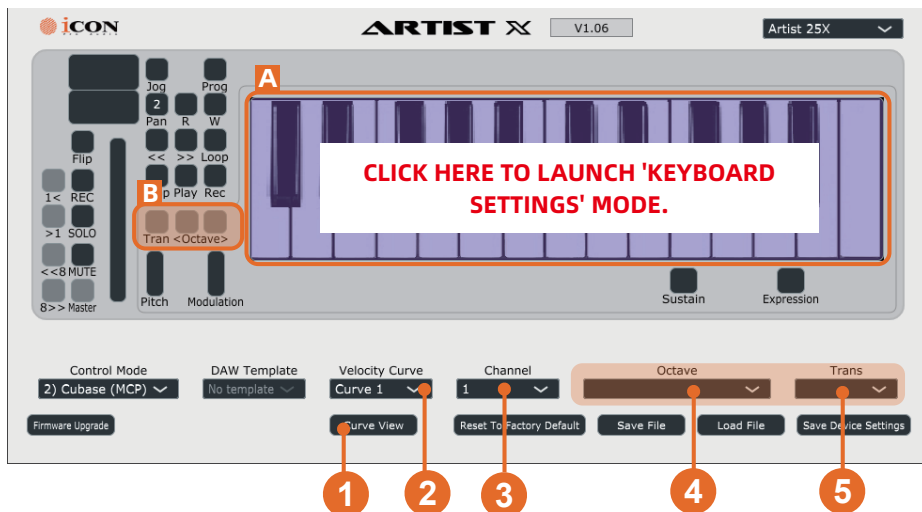 icon
ARTIST X
V1.06
Artist 25X
Jog
Prog
2
Pan
R
W
A
<<
>>
Loop
Flip
B
Play
Rec
1<
REC
CLICK HERE TO LAUNCH 'KEYBOARD
SETTINGS' MODE.
>1
SOLO
Tran <Octave>
<<8
MUTE
8>>
Master
Pitch
Modulation
Sustain
Expression
Control Mode
DAW Template
Velocity Curve
Channel
Octave
Trans
2) Cubase (MCP)
No template
Curve 1
1
Firmware Upgrade
Curve View
Reset To Factory Default
Save File
Load File
Save Device Settings
1
2
3
4
5